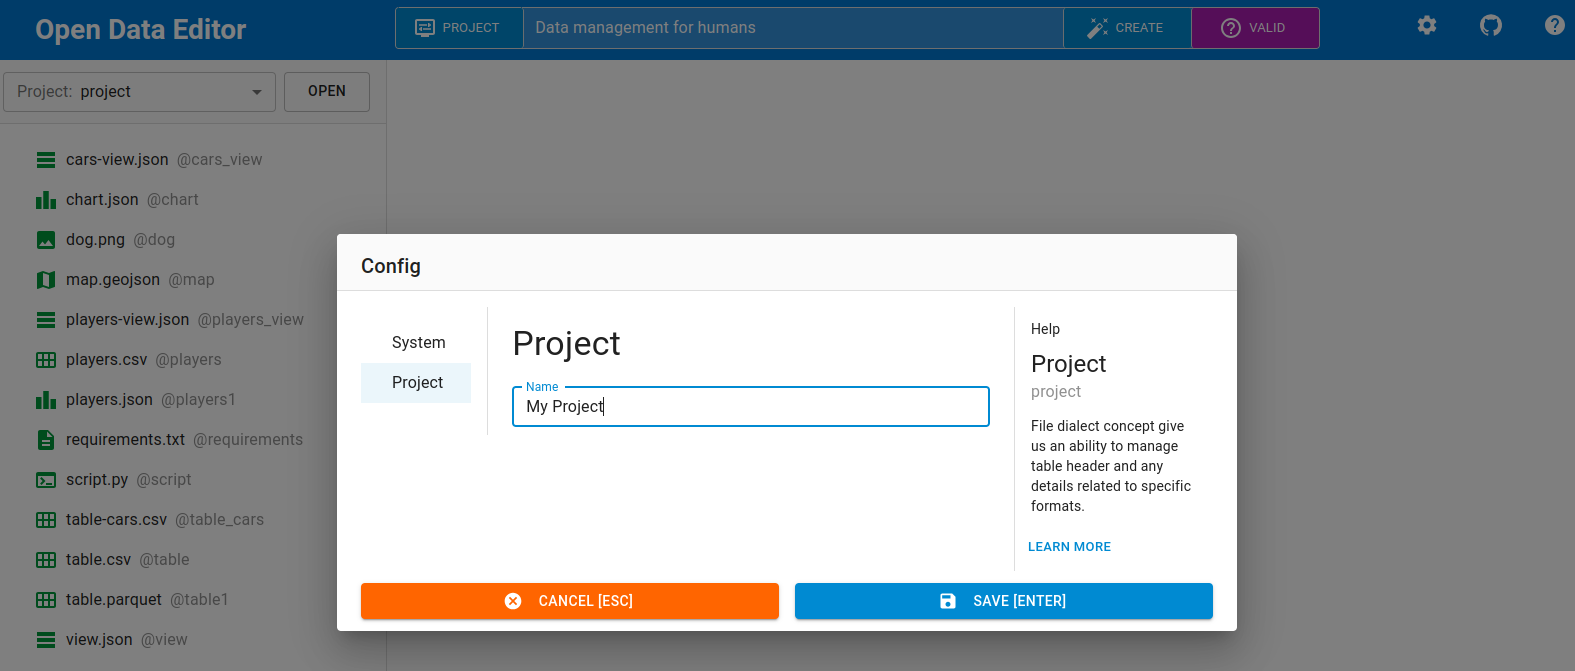 Open Data Editor
PROJECT
Data management for humans
CREATE
VALID
Project: project
OPEN
cars-view.json @cars_view
chart.json @chart
dog.png @dog
map.geojson @map
players-view.json @players_view
players.csv @players
players.json @players1
requirements.txt @requirements
script.py @script
table-cars.csv @table_cars
table.csv @table
table.parquet @table1
view.json @view
Config
System
Project
Project
Name
My Project
Help
Project
project
File dialect concept give
us an ability to manage
table header and any
details related to specific
formats.
LEARN MORE
CANCEL [ESC]
SAVE [ENTER]